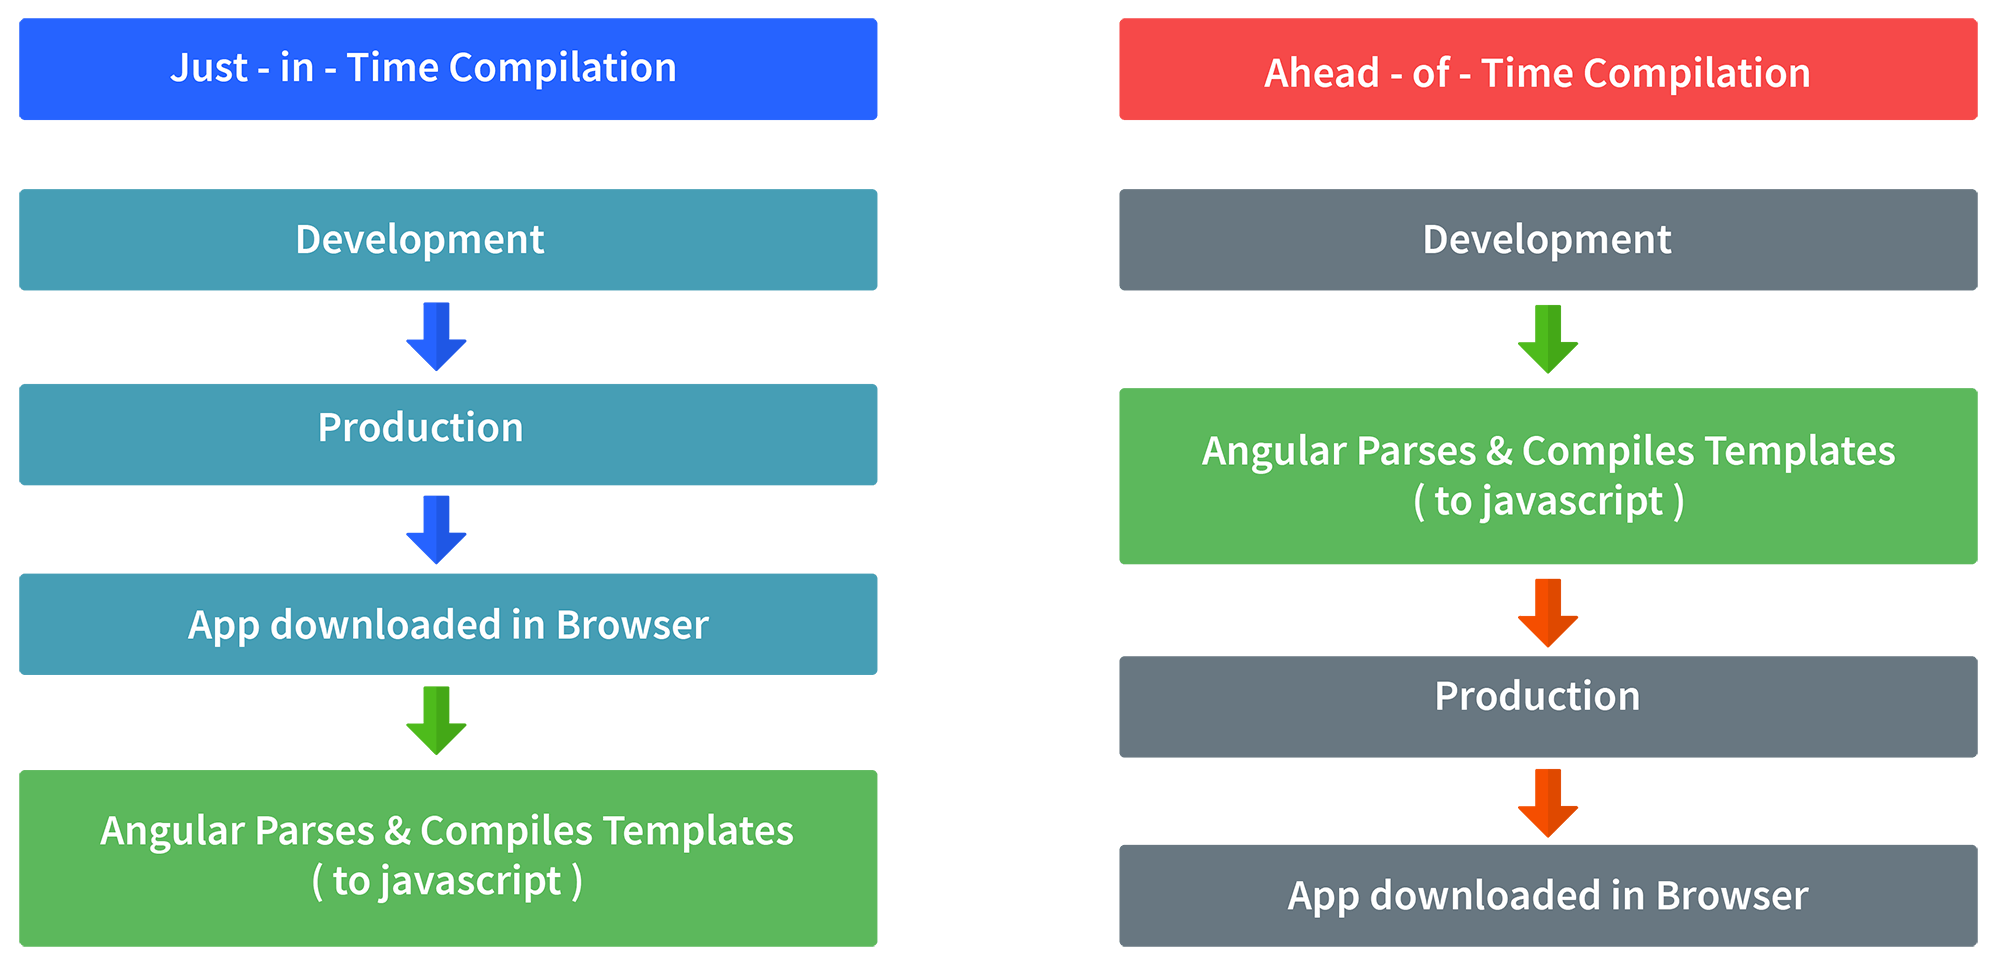 Just - in - Time Compilation
Development
Production
App downloaded in Browser
Angular Parses & Compiles Templates
( to javascript )
Ahead - of - Time Compilation
Development
Angular Parses & Compiles Templates
( to javascript )
Production
App downloaded in Browser